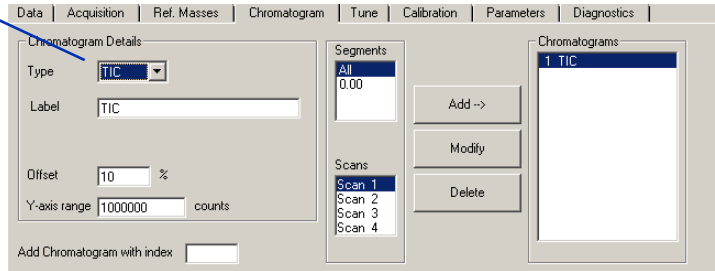 Data | Acquisition | Ref. Masses | Chromatogram | Tune | Calibration | Parameters | Diagnostics |
Chromatogram Details
Type TIC
Label TIC
Offset 10 %
Y-axis range 1000000 counts
Add Chromatogram with index
Segments
All
0.00
Scans
Scan 1
Scan 2
Scan 3
Scan 4
Add -->
Modify
Delete
Chromatograms
1 TIC